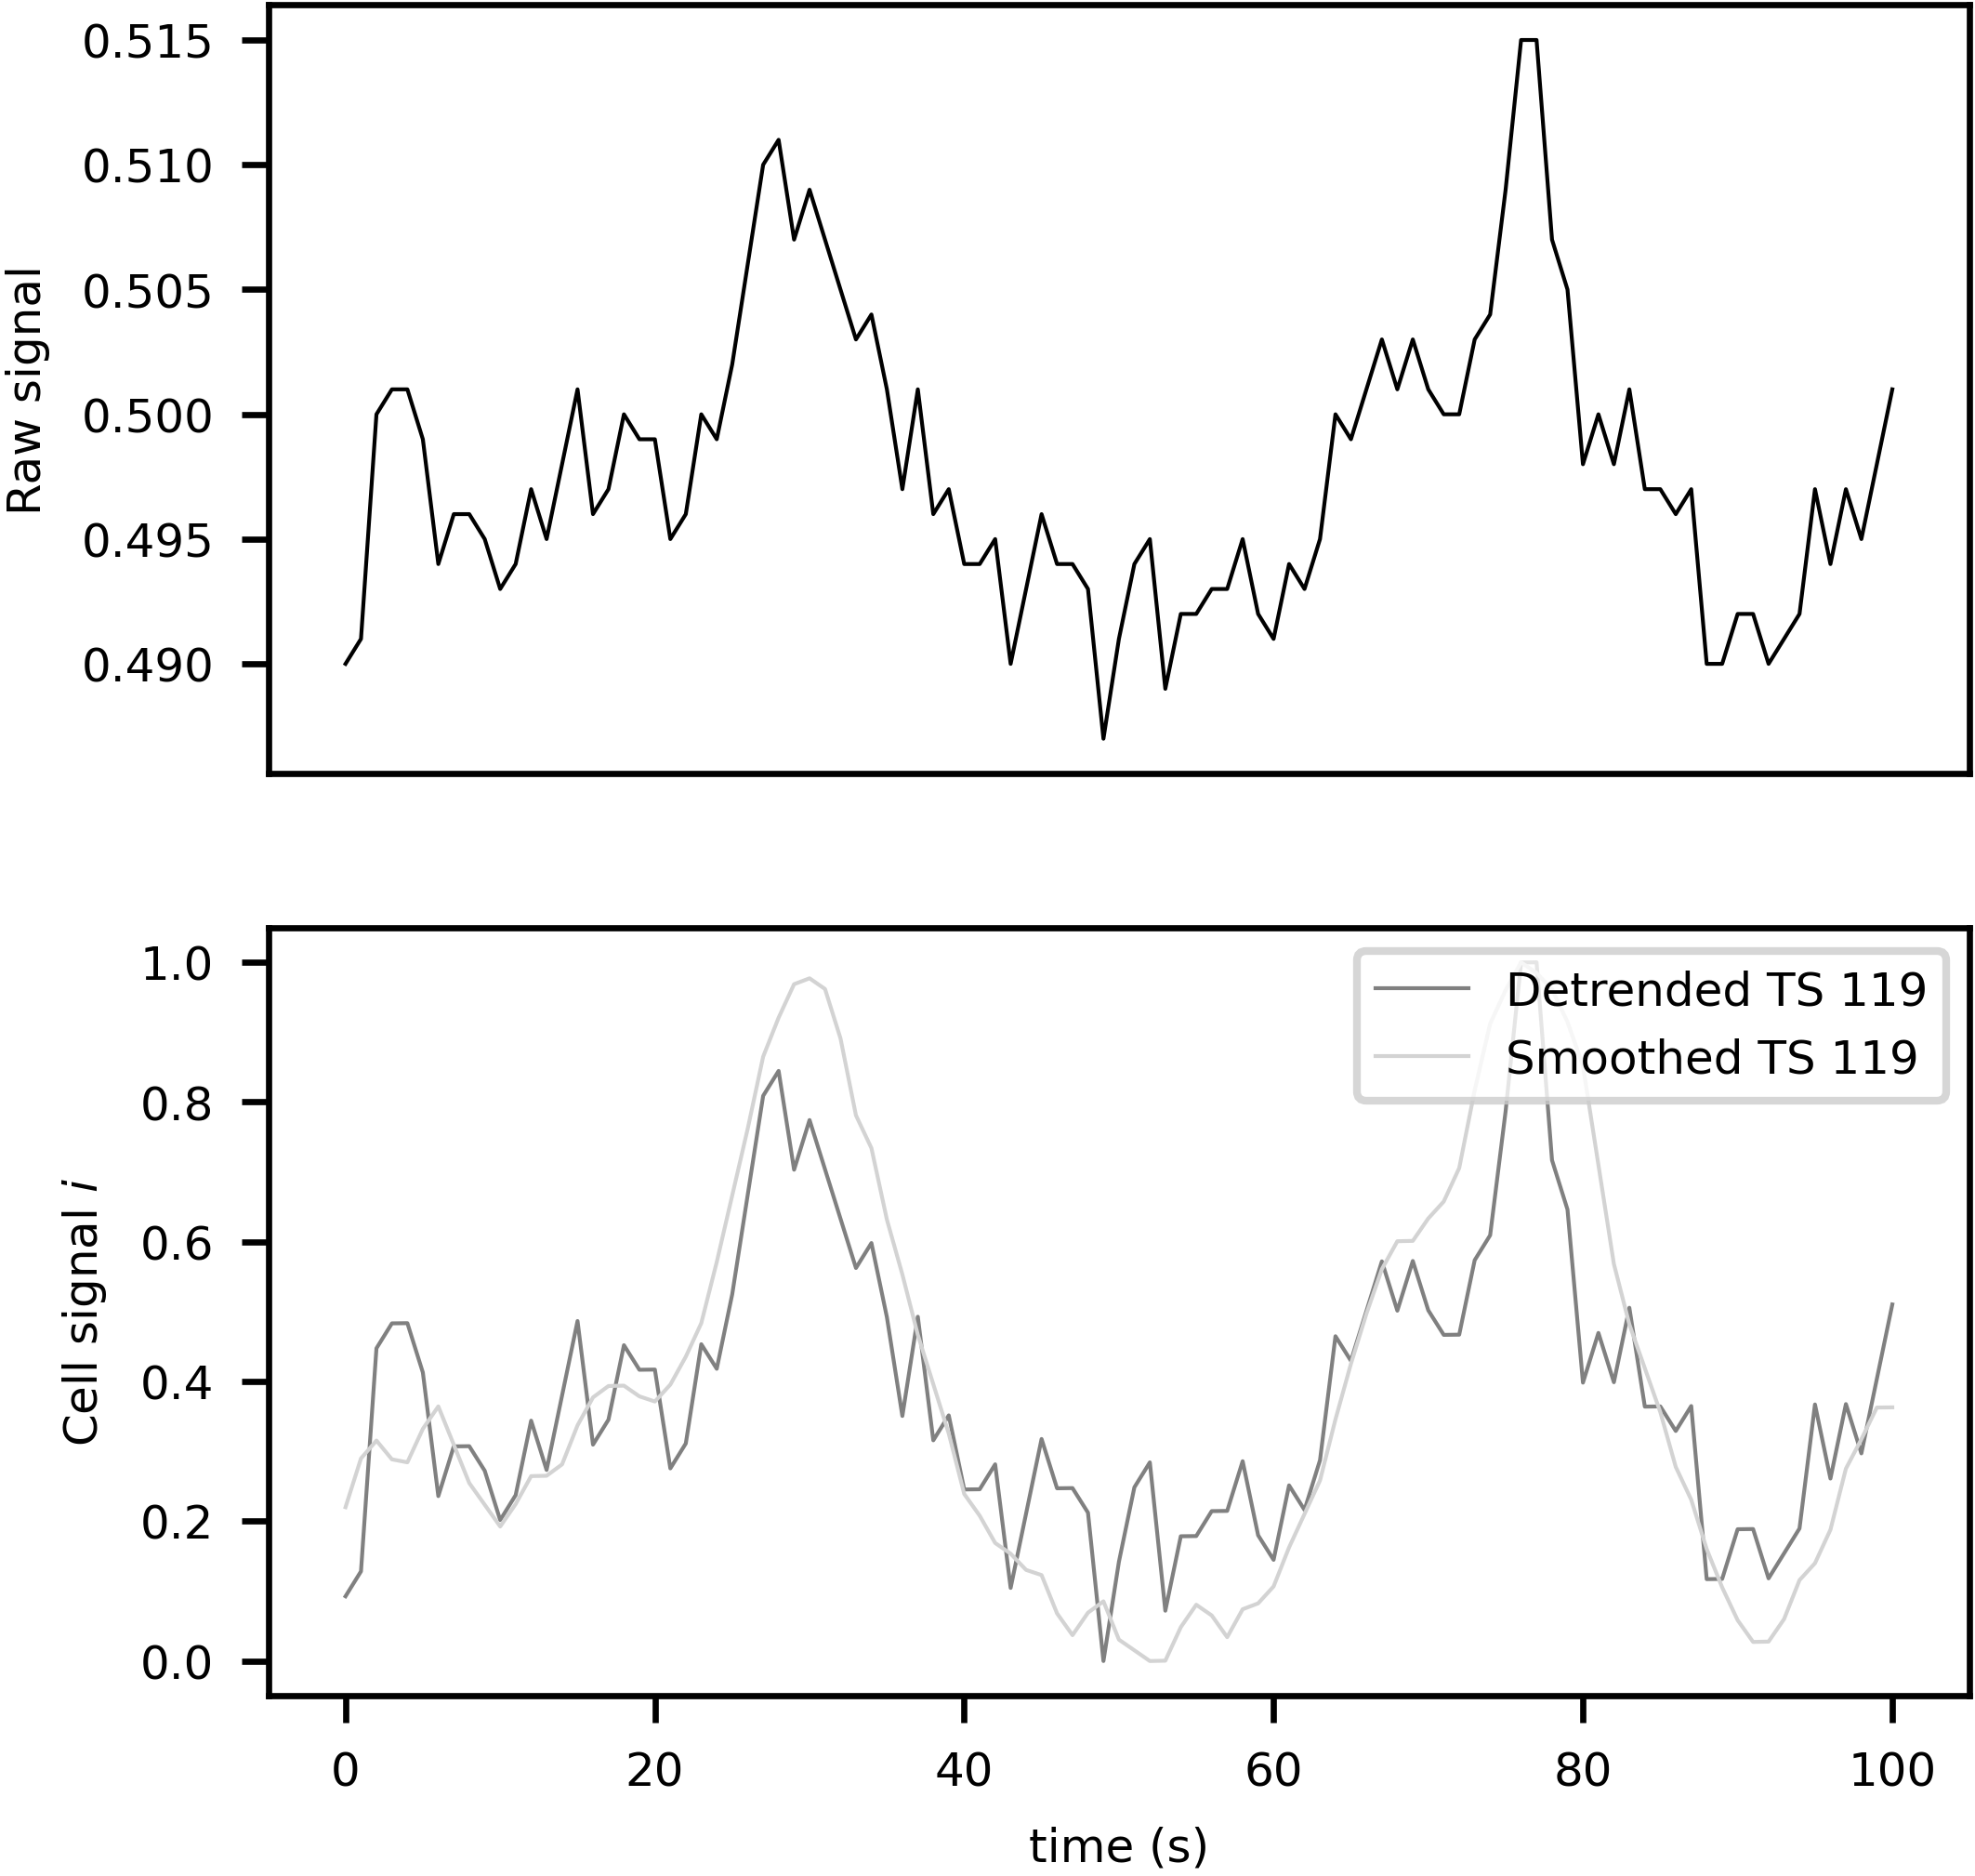 0.515
0.510
0.505
0.500
0.495
0.490
Raw signal
1.0
0.8
0.6
0.4
0.2
0.0
Cell signal i
Detrended TS 119
Smoothed TS 119
0 20 40 60 80 100
time (s)